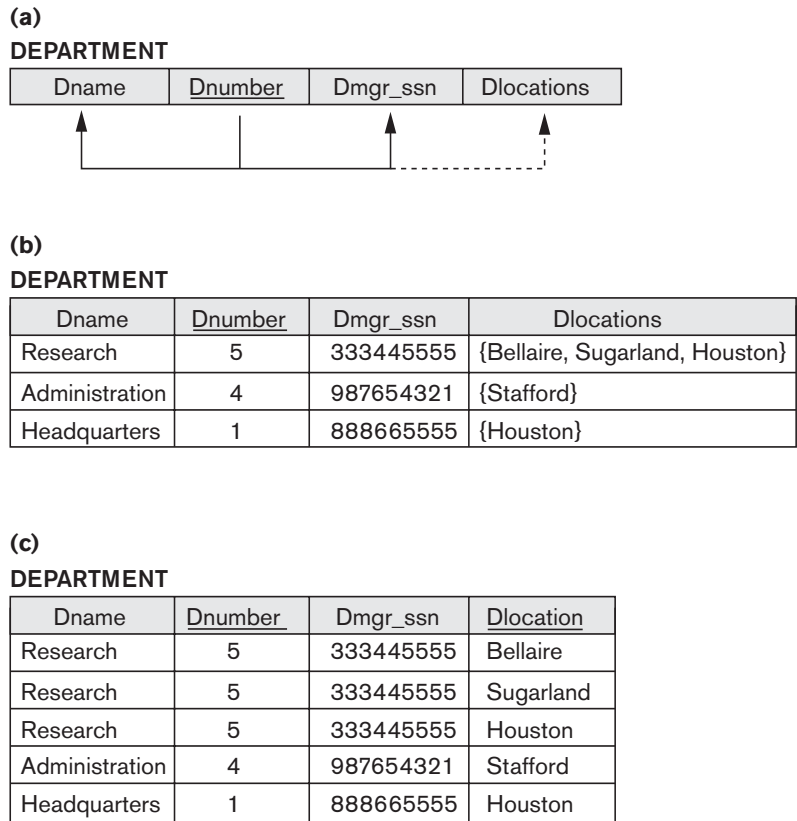 (a)
DEPARTMENT
Dname Dnumber Dmgr_ssn Dlocations
(b)
DEPARTMENT
Dname Dnumber Dmgr_ssn Dlocations
Research 5 333445555 {Bellaire, Sugarland, Houston}
Administration 4 987654321 {Stafford}
Headquarters 1 888665555 {Houston}
(c)
DEPARTMENT
Dname Dnumber Dmgr_ssn Dlocation
Research 5 333445555 Bellaire
Research 5 333445555 Sugarland
Research 5 333445555 Houston
Administration 4 987654321 Stafford
Headquarters 1 888665555 Houston